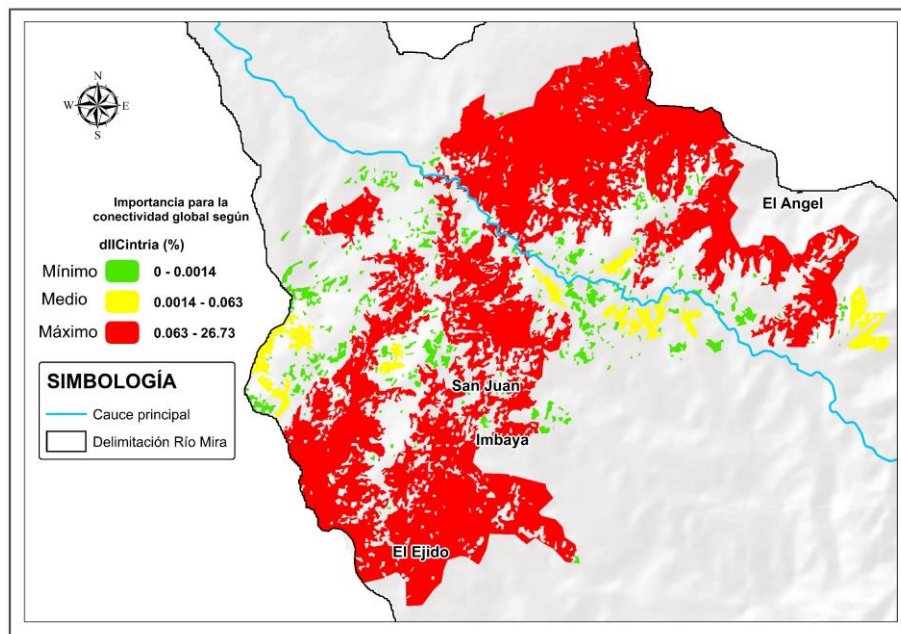 N
W E
S
Importancia para la
conectividad global según
dIICintria (%)
Mínimo 0 - 0.0014
Medio 0.0014 - 0.063
Máximo 0.063 - 26.73
SIMBOLOGÍA
Cauce principal
Delimitación Río Mira
El Angel
San Juan
Imbaya
El Ejido